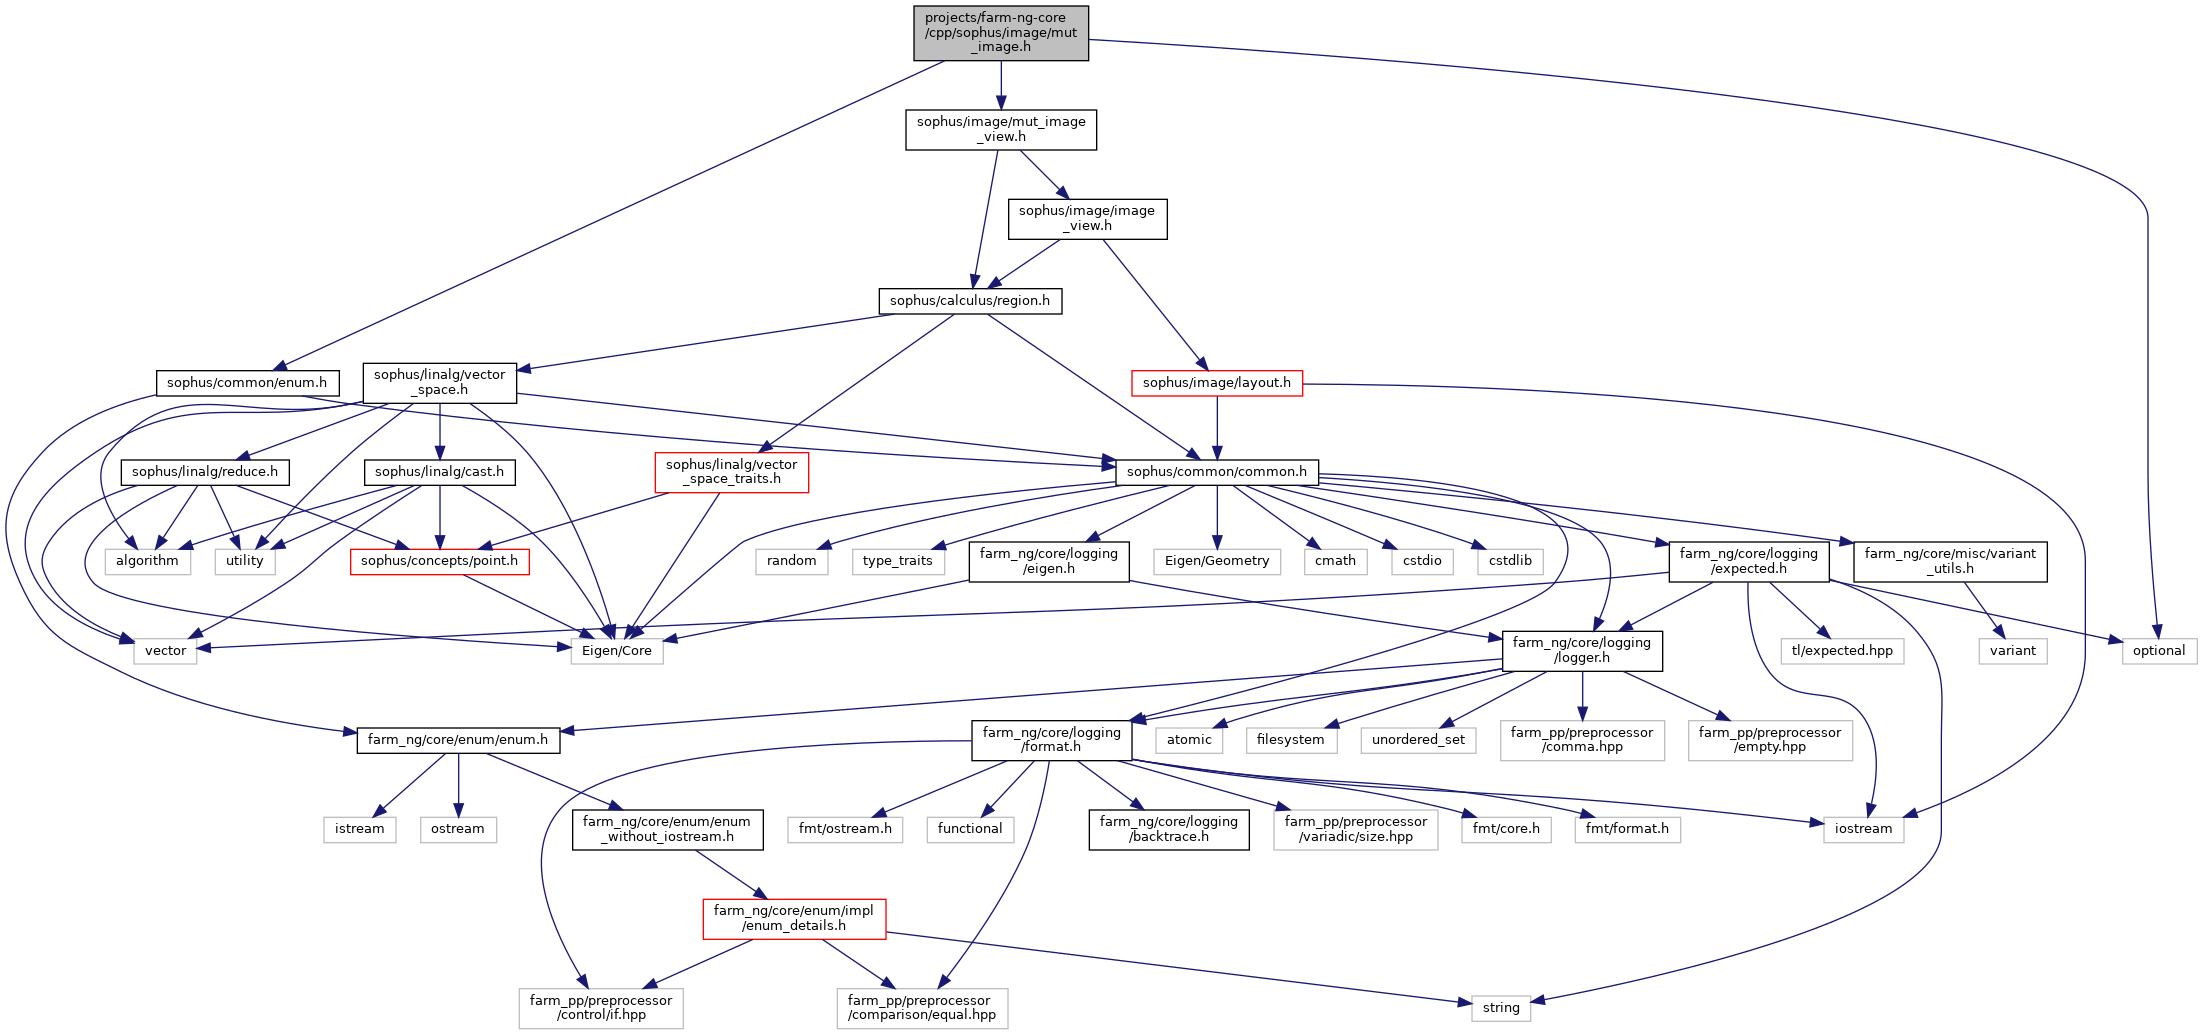 projects/farm-ng-core
/cpp/sophus/image/mut
_image.h
sophus/image/mut_image
_view.h
sophus/image/image
_view.h
sophus/calculus/region.h
sophus/common/enum.h
sophus/linalg/vector
_space.h
sophus/image/layout.h
sophus/linalg/reduce.h
sophus/linalg/cast.h
sophus/linalg/vector
_space_traits.h
sophus/common/common.h
algorithm
utility
sophus/concepts/point.h
random
type_traits
farm_ng/core/logging
/eigen.h
Eigen/Geometry
cmath
cstdio
cstdlib
farm_ng/core/logging
/expected.h
farm_ng/core/misc/variant
_utils.h
vector
Eigen/Core
farm_ng/core/logging
/logger.h
tl/expected.hpp
variant
optional
farm_ng/core/enum/enum.h
farm_ng/core/logging
/format.h
atomic
filesystem
unordered_set
farm_pp/preprocessor
/comma.hpp
farm_pp/preprocessor
/empty.hpp
istream
ostream
farm_ng/core/enum/enum
_without_iostream.h
fmt/ostream.h
functional
farm_ng/core/logging
/backtrace.h
farm_pp/preprocessor
/variadic/size.hpp
fmt/core.h
fmt/format.h
iostream
farm_ng/core/enum/impl
/enum_details.h
farm_pp/preprocessor
/control/if.hpp
farm_pp/preprocessor
/comparison/equal.hpp
string